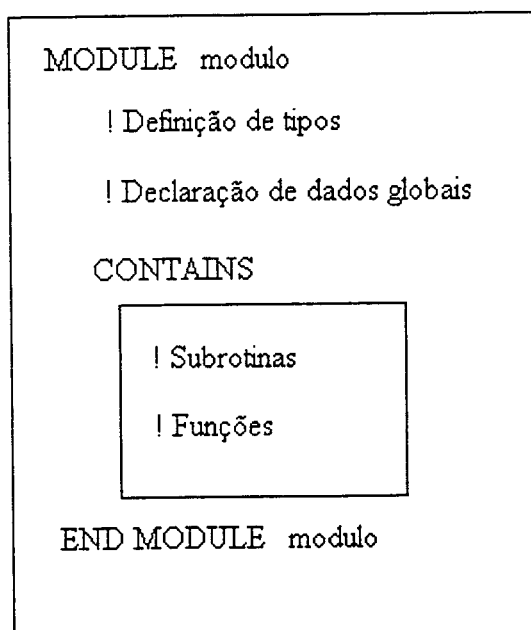 MODULE modulo
! Definição de tipos
! Declaração de dados globais
CONTAINS
! Subrotinas
! Funções
END MODULE modulo